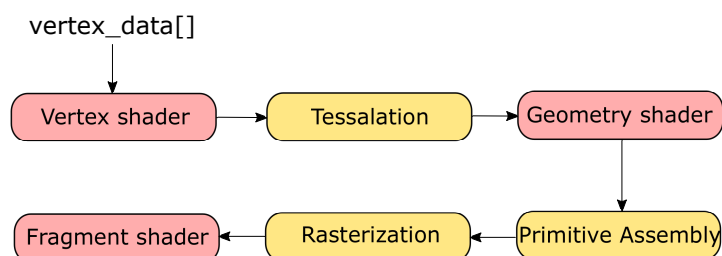 vertex_data[]
Vertex shader
Tessalation
Geometry shader
Primitive Assembly
Rasterization
Fragment shader